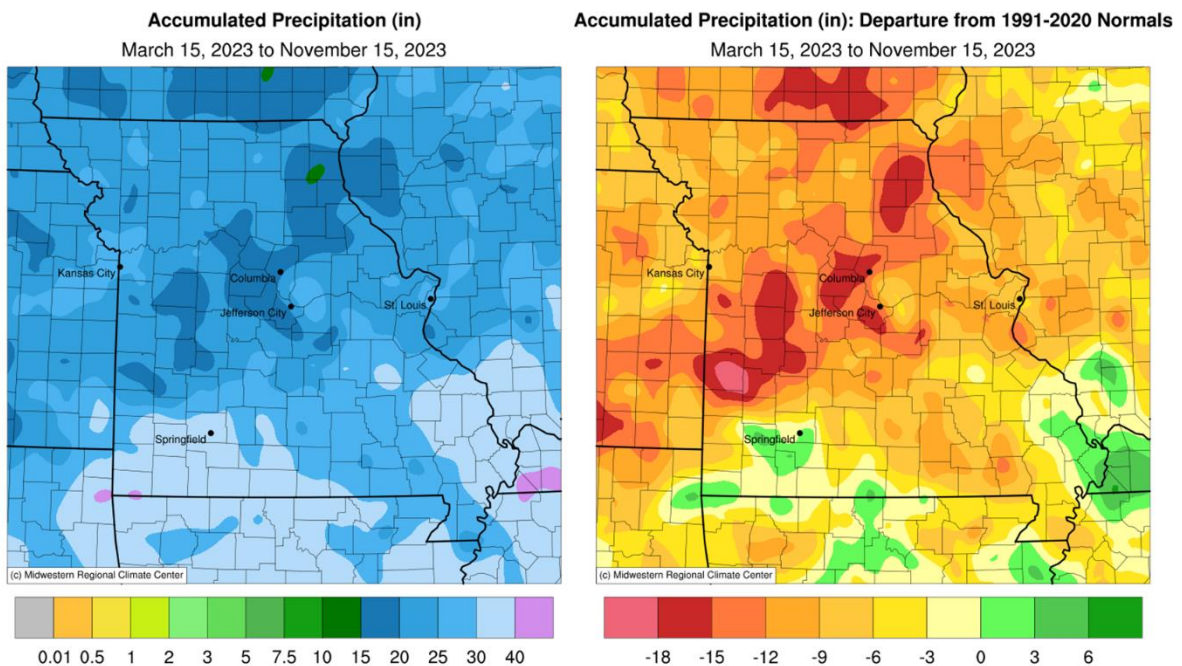 Accumulated Precipitation (in)
March 15, 2023 to November 15, 2023
Kansas City
Columbia
Jefferson City
St. Louis
Springfield
(c) Midwestern Regional Climate Center
0.01 0.5 1 2 3 5 7.5 10 15 20 25 30 40
Accumulated Precipitation (in): Departure from 1991-2020 Normals
March 15, 2023 to November 15, 2023
Kansas City
Columbia
Jefferson City
St. Louis
Springfield
(c) Midwestern Regional Climate Center
-18 -15 -12 -9 -6 -3 0 3 6